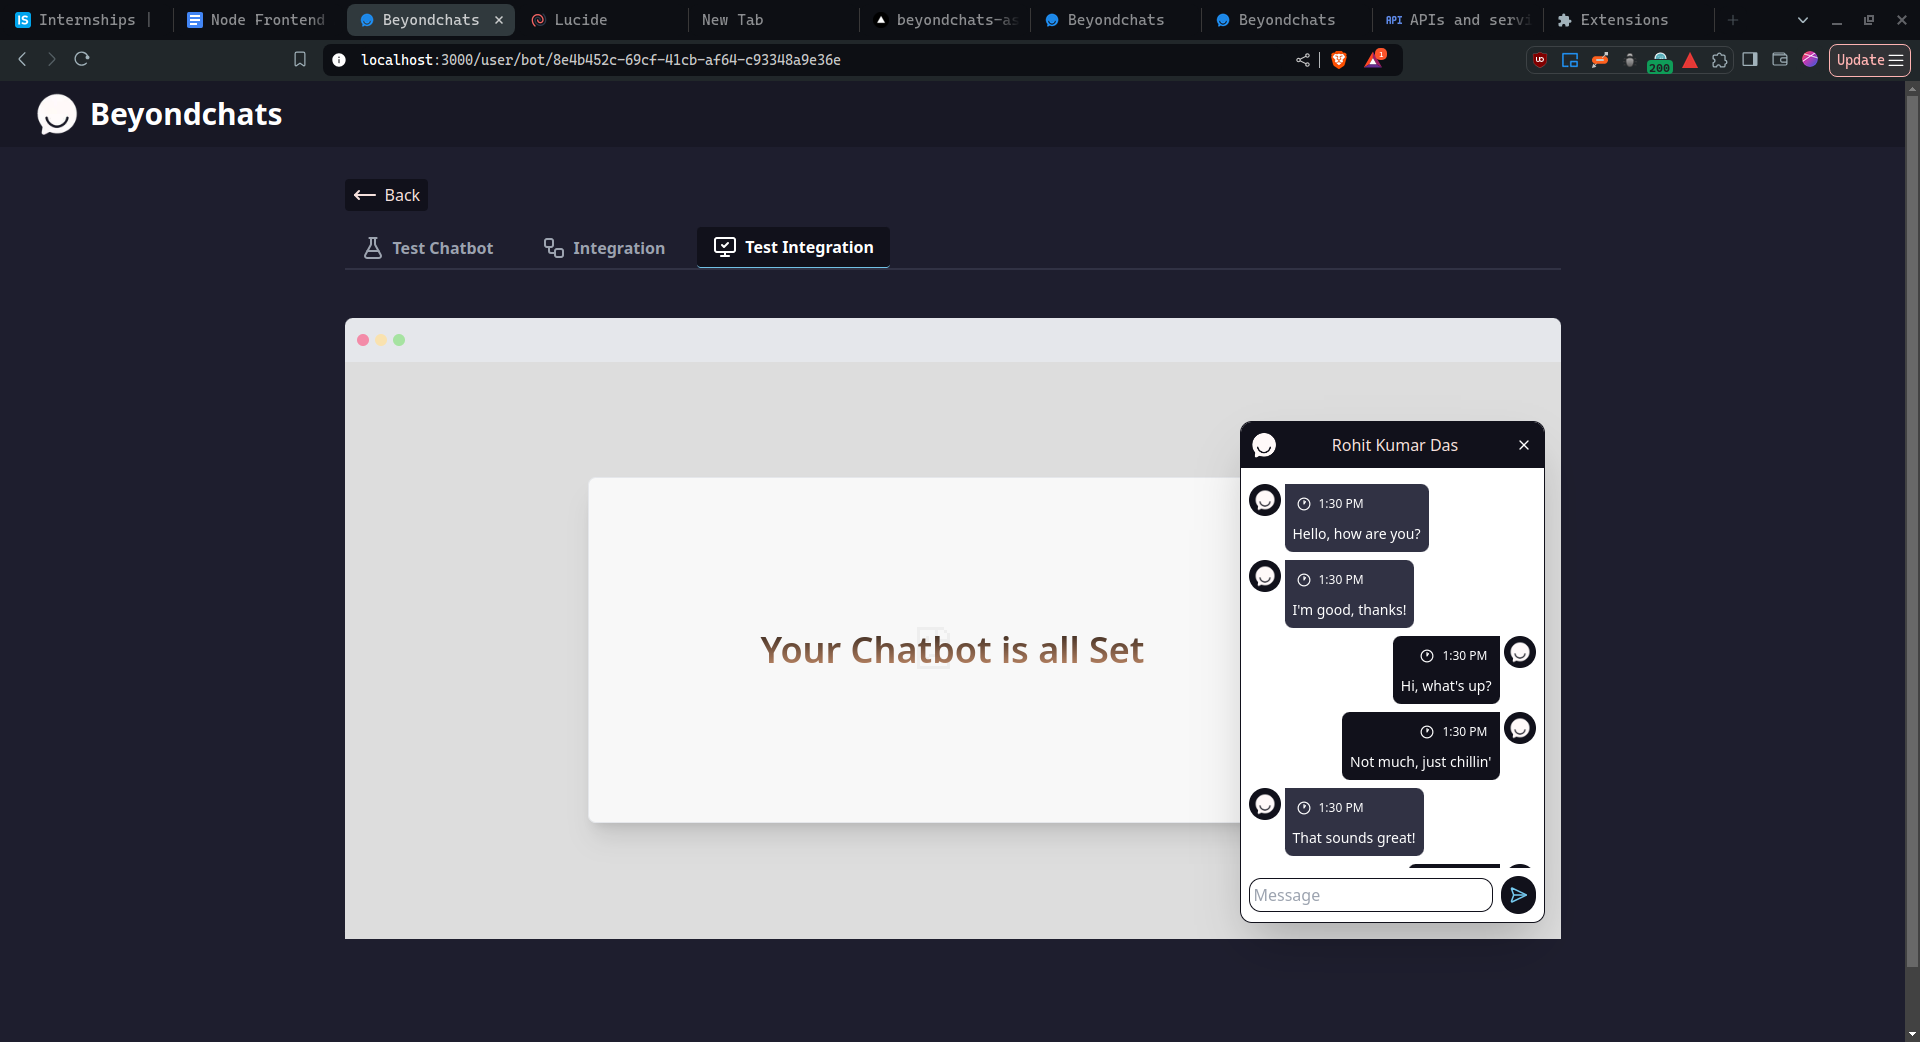 Internships |
Node Frontend
Beyondchats
Lucide
New Tab
beyondchats-as
Beyondchats
Beyondchats
API APIs and servi
Extensions
localhost:3000/user/bot/8e4b452c-69cf-41cb-af64-c93348a9e36e
1
200
Update
Beyondchats
Back
Test Chatbot
Integration
Test Integration
Your Chatbot is all Set
Rohit Kumar Das
1:30 PM
Hello, how are you?
1:30 PM
I'm good, thanks!
1:30 PM
Hi, what's up?
1:30 PM
Not much, just chillin'
1:30 PM
That sounds great!
Message